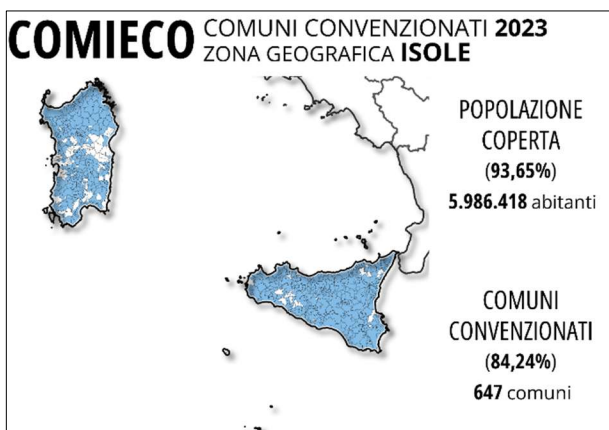 COMIECO
COMUNI CONVENZIONATI 2023
ZONA GEOGRAFICA ISOLE
POPOLAZIONE
COPERTA
(93,65%)
5.986.418 abitanti
COMUNI
CONVENZIONATI
(84,24%)
647 comuni